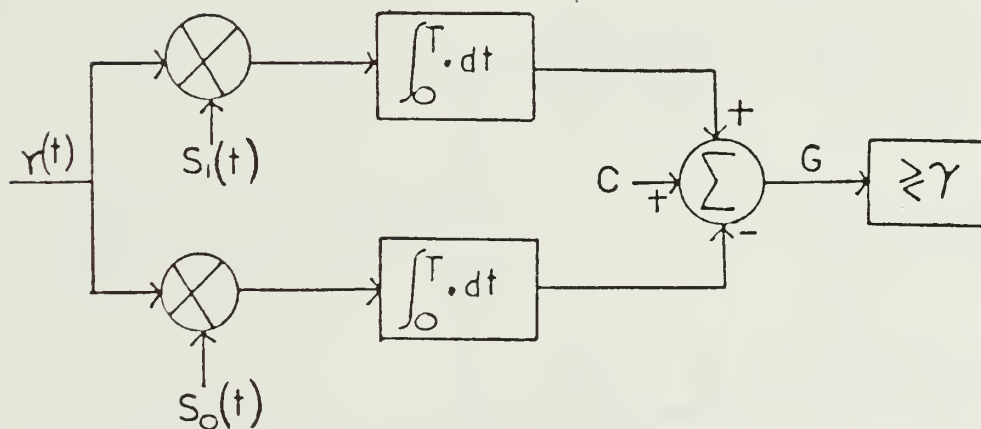 ∫₀ᵀ · dt
S₁(t)
r(t)
+
C
+
Σ
G
≷ γ
-
∫₀ᵀ · dt
S₀(t)